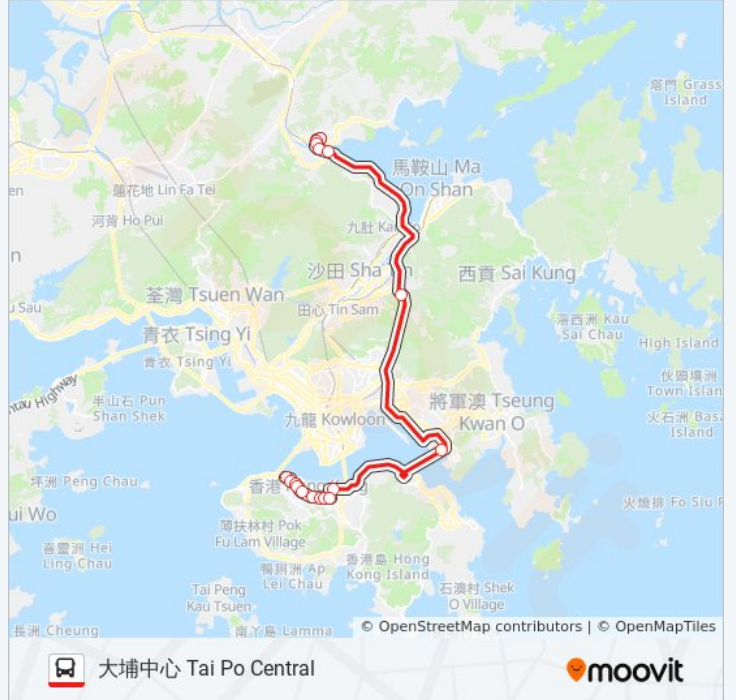 塔門 Grass
Island
馬鞍山 Ma
On Shan
蓮花地 Lin Fa Tei
en
河背 Ho Pui
九肚
n
沙田 Sha
西貢 Sai Kung
荃灣 Tsuen Wan
u Sau
田心 Tin Sam
滘西洲 Kau
Sai Chau
青衣 Tsing Yi
High Island
青衣 Tsing Yi
伙頭墳洲
Town Islan
ntau Highway
半山石 Pun
Shan Shek
將軍澳 Tseung
Kwan O
九龍 Kowloon
火石洲 Basa
Island
坪洲 Peng Chau
香港
火燒排 Fo Siu P
ui Wo
薄扶林村 Pok
Fu Lam Village
喜靈洲 Hei
Ling Chau
香港島 Hong
Kong Island
鴨脷洲 Ap
Lei Chau
Tai Peng
Kau Tsuen
石澳村 Shek
O Village
長洲 Cheung
南丫島 Lamma
© OpenStreetMap contributors | © OpenMapTiles
大埔中心 Tai Po Central
moovit